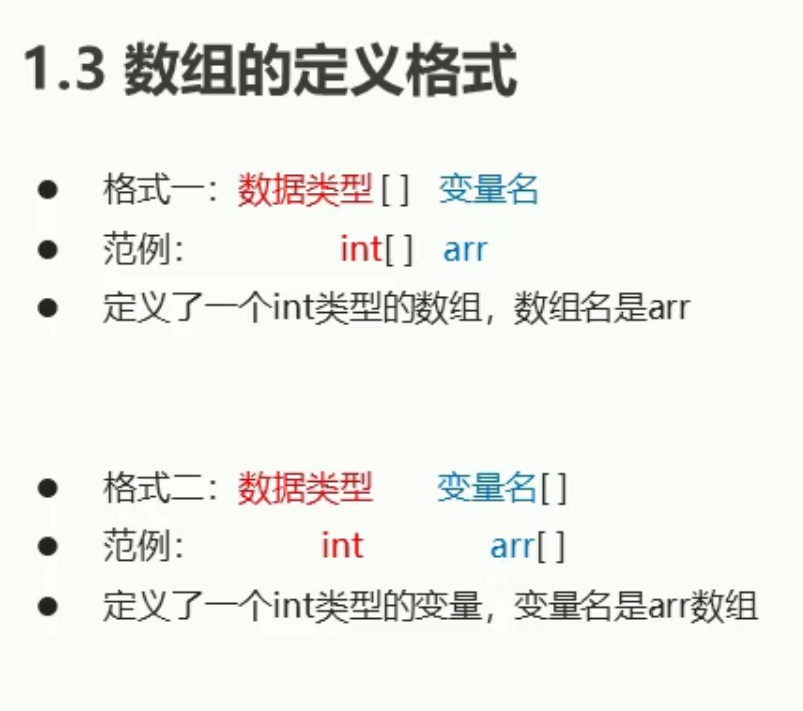 1.3 数组的定义格式
● 格式一：数据类型[ ] 变量名
● 范例： int[ ] arr
● 定义了一个int类型的数组，数组名是arr
● 格式二：数据类型 变量名[ ]
● 范例： int arr[ ]
● 定义了一个int类型的变量，变量名是arr数组